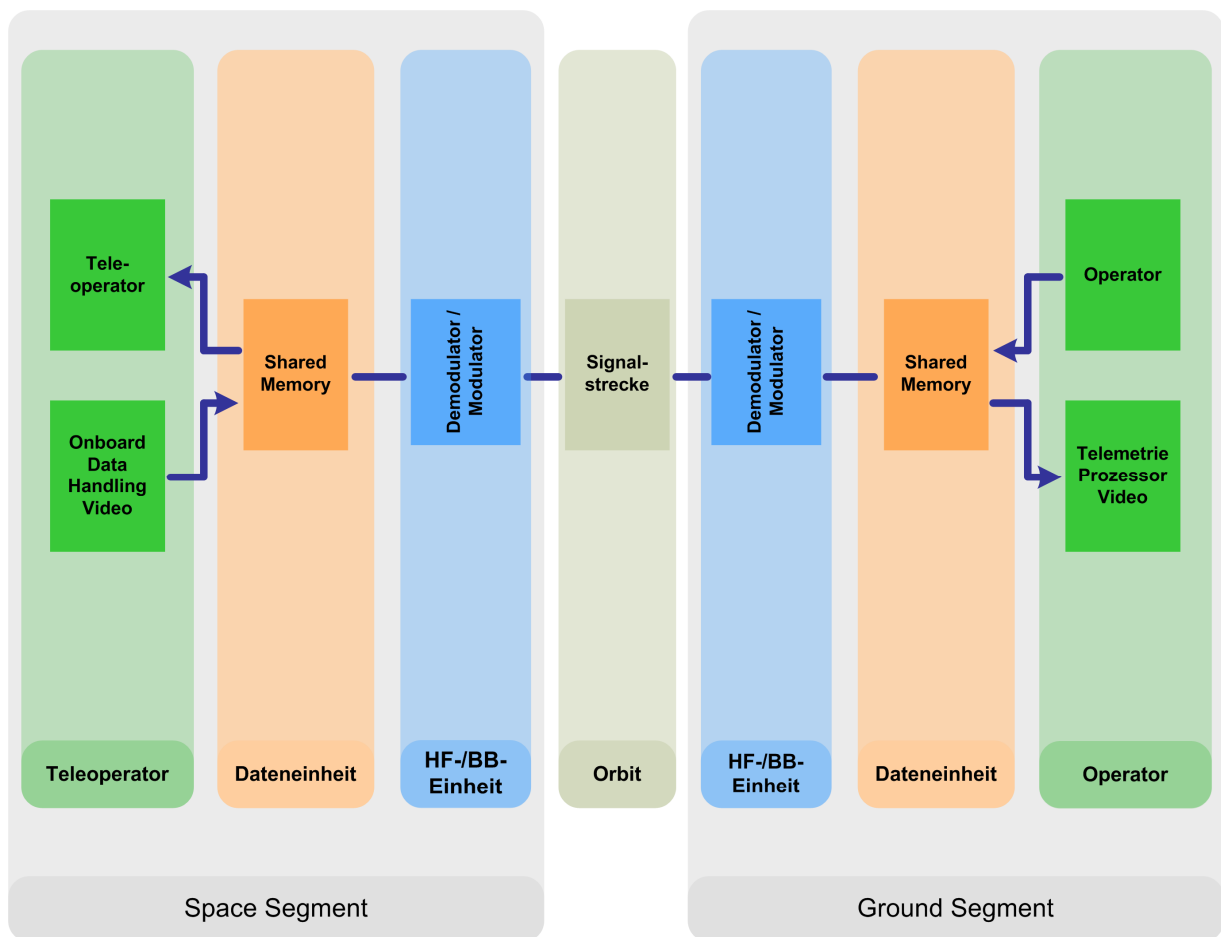 Tele-
operator
Onboard
Data
Handling
Video
Shared
Memory
Demodulator /
Modulator
Signal-
strecke
Demodulator /
Modulator
Shared
Memory
Operator
Telemetrie
Prozessor
Video
Teleoperator
Dateneinheit
HF-/BB-
Einheit
Orbit
HF-/BB-
Einheit
Dateneinheit
Operator
Space Segment
Ground Segment